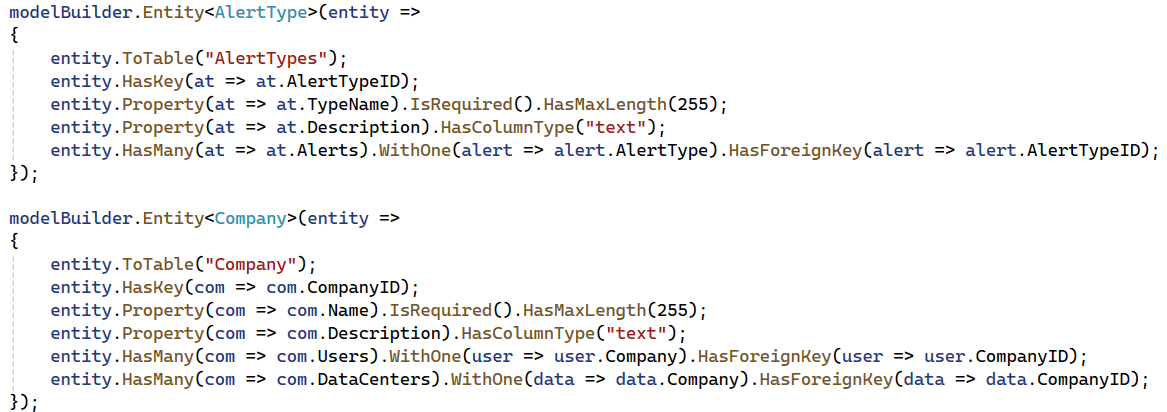 modelBuilder.Entity<AlertType>(entity =>
{
    entity.ToTable("AlertTypes");
    entity.HasKey(at => at.AlertTypeID);
    entity.Property(at => at.TypeName).IsRequired().HasMaxLength(255);
    entity.Property(at => at.Description).HasColumnType("text");
    entity.HasMany(at => at.Alerts).WithOne(alert => alert.AlertType).HasForeignKey(alert => alert.AlertTypeID);
});

modelBuilder.Entity<Company>(entity =>
{
    entity.ToTable("Company");
    entity.HasKey(com => com.CompanyID);
    entity.Property(com => com.Name).IsRequired().HasMaxLength(255);
    entity.Property(com => com.Description).HasColumnType("text");
    entity.HasMany(com => com.Users).WithOne(user => user.Company).HasForeignKey(user => user.CompanyID);
    entity.HasMany(com => com.DataCenters).WithOne(data => data.Company).HasForeignKey(data => data.CompanyID);
});